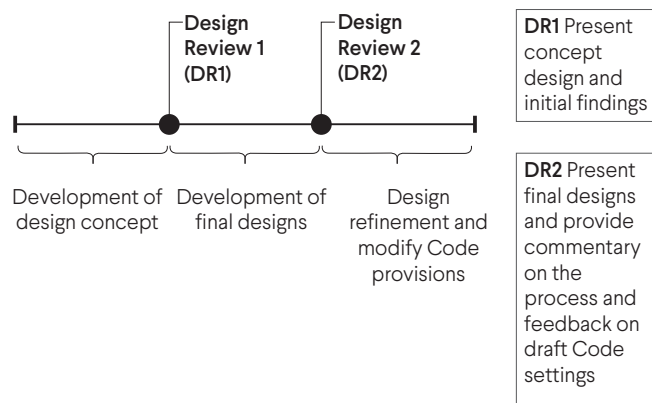 Design
Review 1
(DR1)
Design
Review 2
(DR2)
Development of
design concept
Development of
final designs
Design
refinement and
modify Code
provisions
DR1 Present
concept
design and
initial findings
DR2 Present
final designs
and provide
commentary
on the
process and
feedback on
draft Code
settings